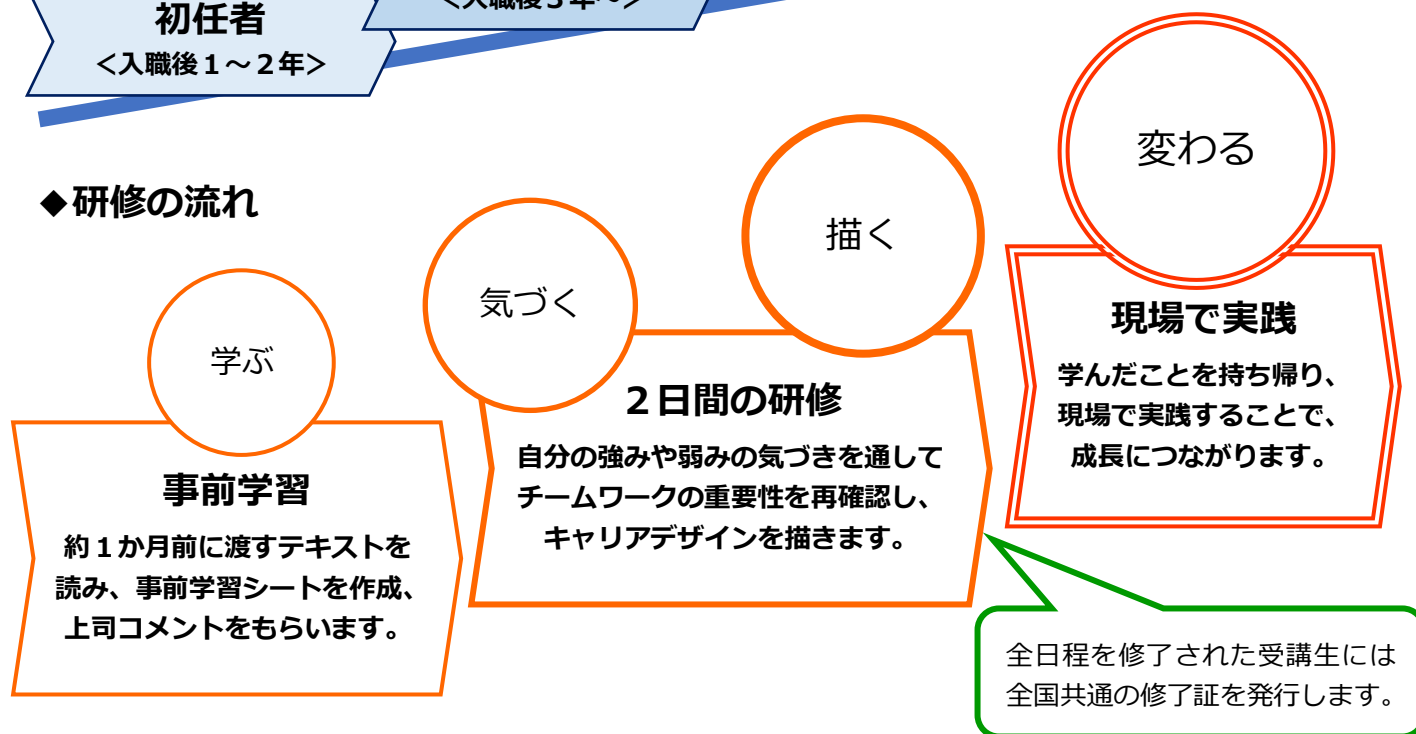 初任者
＜入職後１～２年＞
＜入職後３年～＞
◆研修の流れ
学ぶ
事前学習
約１か月前に渡すテキストを
読み、事前学習シートを作成、
上司コメントをもらいます。
気づく
描く
２日間の研修
自分の強みや弱みの気づきを通して
チームワークの重要性を再確認し、
キャリアデザインを描きます。
変わる
現場で実践
学んだことを持ち帰り、
現場で実践することで、
成長につながります。
全日程を修了された受講生には
全国共通の修了証を発行します。